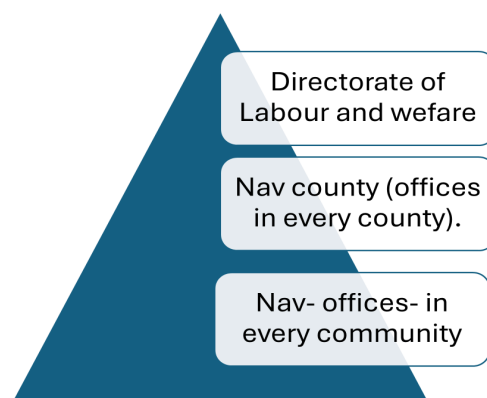 Directorate of
Labour and wefare
Nav county (offices
in every county).
Nav- offices- in
every community